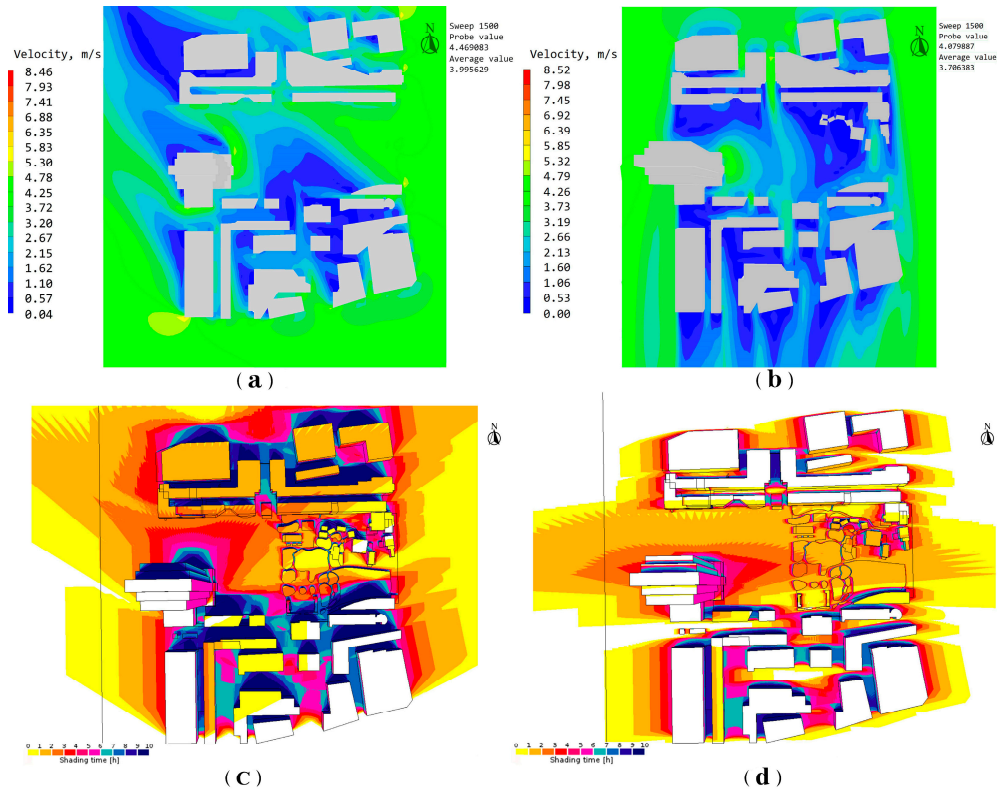 N
Sweep 1500
Probe value
4.469083
Average value
3.995629
Velocity, m/s
8.46
7.93
7.41
6.88
6.35
5.83
5.30
4.78
4.25
3.72
3.20
2.67
2.15
1.62
1.10
0.57
0.04
(a)
N
Sweep 1500
Probe value
4.079887
Average value
3.706383
Velocity, m/s
8.52
7.98
7.45
6.92
6.39
5.85
5.32
4.79
4.26
3.73
3.19
2.66
2.13
1.60
1.06
0.53
0.00
(b)
N
0 1 2 3 4 5 6 7 8 9 10
Shading time [h]
(c)
N
0 1 2 3 4 5 6 7 8 9 10
Shading time [h]
(d)